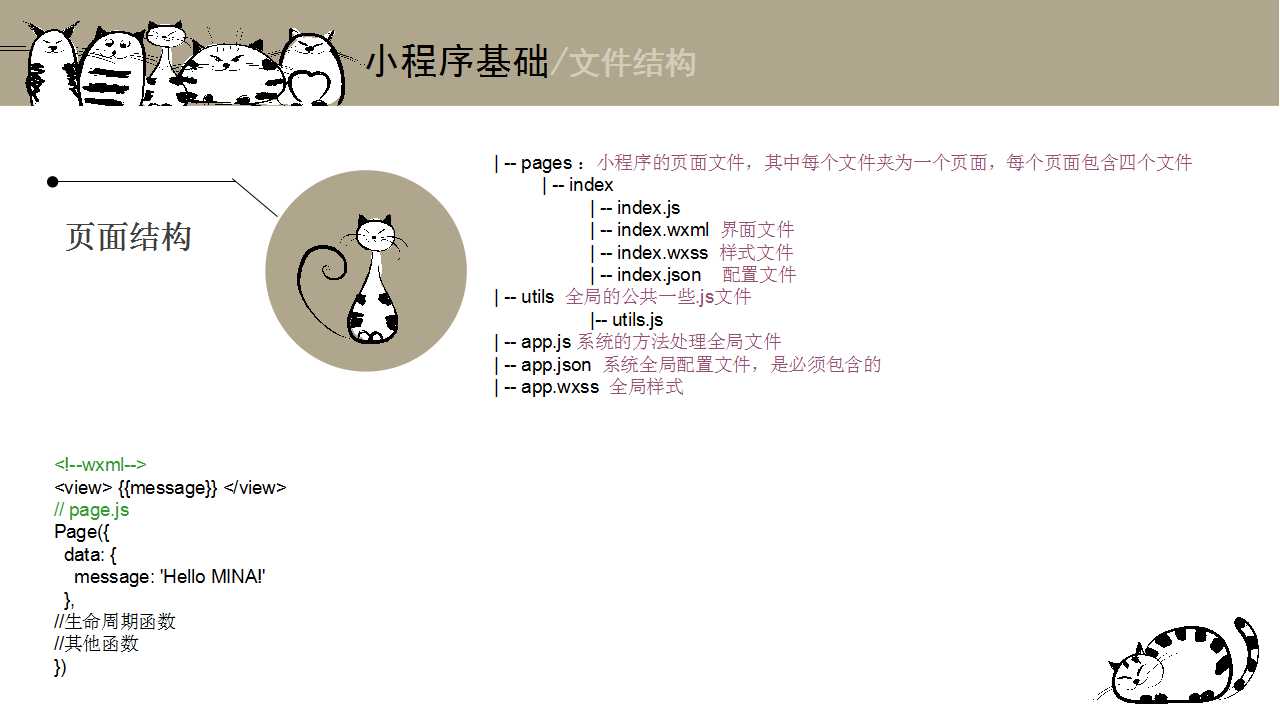 小程序基础/文件结构
页面结构
| -- pages ：小程序的页面文件，其中每个文件夹为一个页面，每个页面包含四个文件
| -- index
| -- index.js
| -- index.wxml 界面文件
| -- index.wxss 样式文件
| -- index.json 配置文件
| -- utils 全局的公共一些.js文件
|-- utils.js
| -- app.js 系统的方法处理全局文件
| -- app.json 系统全局配置文件，是必须包含的
| -- app.wxss 全局样式
<!--wxml-->
<view> {{message}} </view>
// page.js
Page({
data: {
message: 'Hello MINA!'
},
//生命周期函数
//其他函数
})